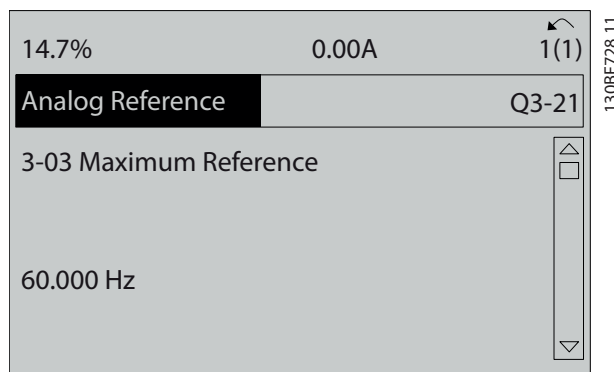 14.7% 0.00A 1(1)
Analog Reference Q3-21
3-03 Maximum Reference
60.000 Hz
130BF728.11